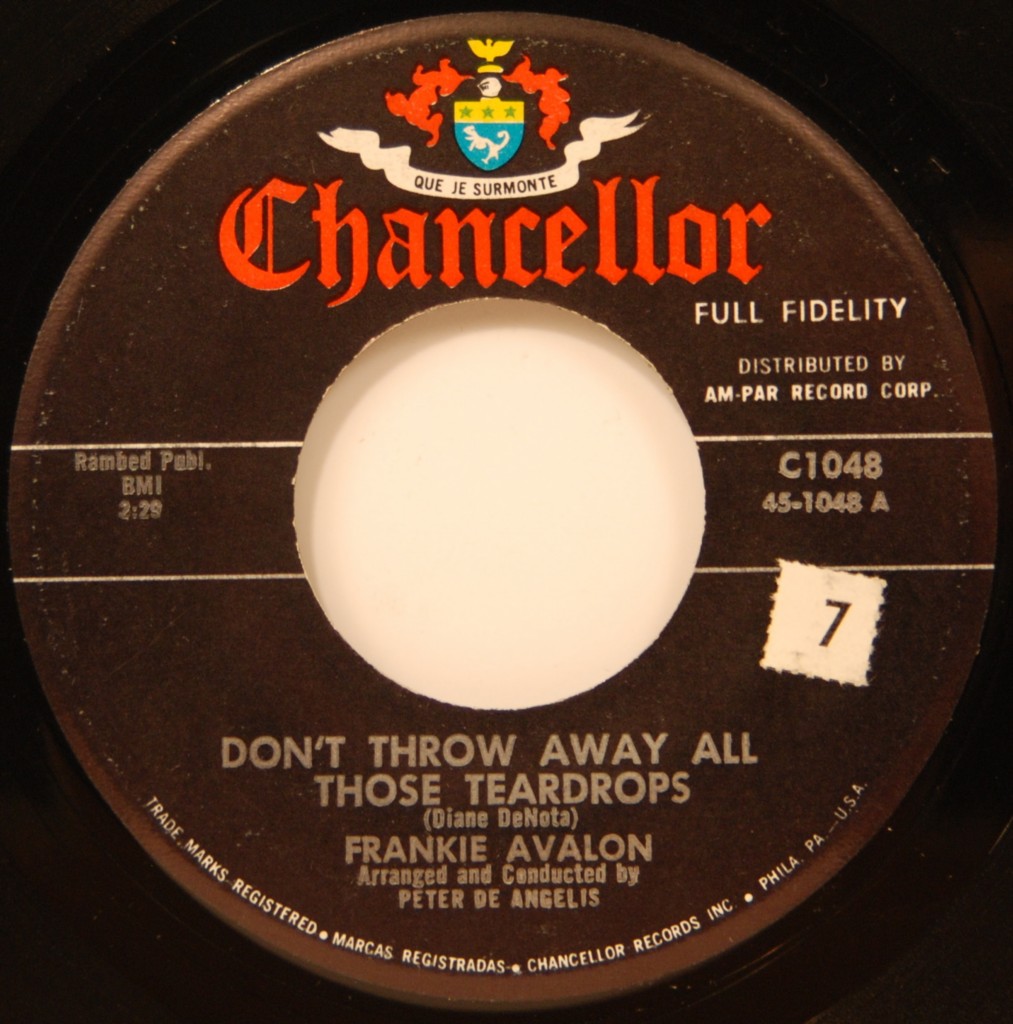 QUE JE SURMONTE
Chancellor
FULL FIDELITY
DISTRIBUTED BY
AM-PAR RECORD CORP.
Rambed Publ.
BMI
2:29
C1048
45-1048 A
7
DON'T THROW AWAY ALL
THOSE TEARDROPS
(Diane DeNota)
FRANKIE AVALON
Arranged and Conducted by
PETER DE ANGELIS
TRADE MARKS REGISTERED • MARCAS REGISTRADAS • CHANCELLOR RECORDS INC. • PHILA. PA. - U.S.A.